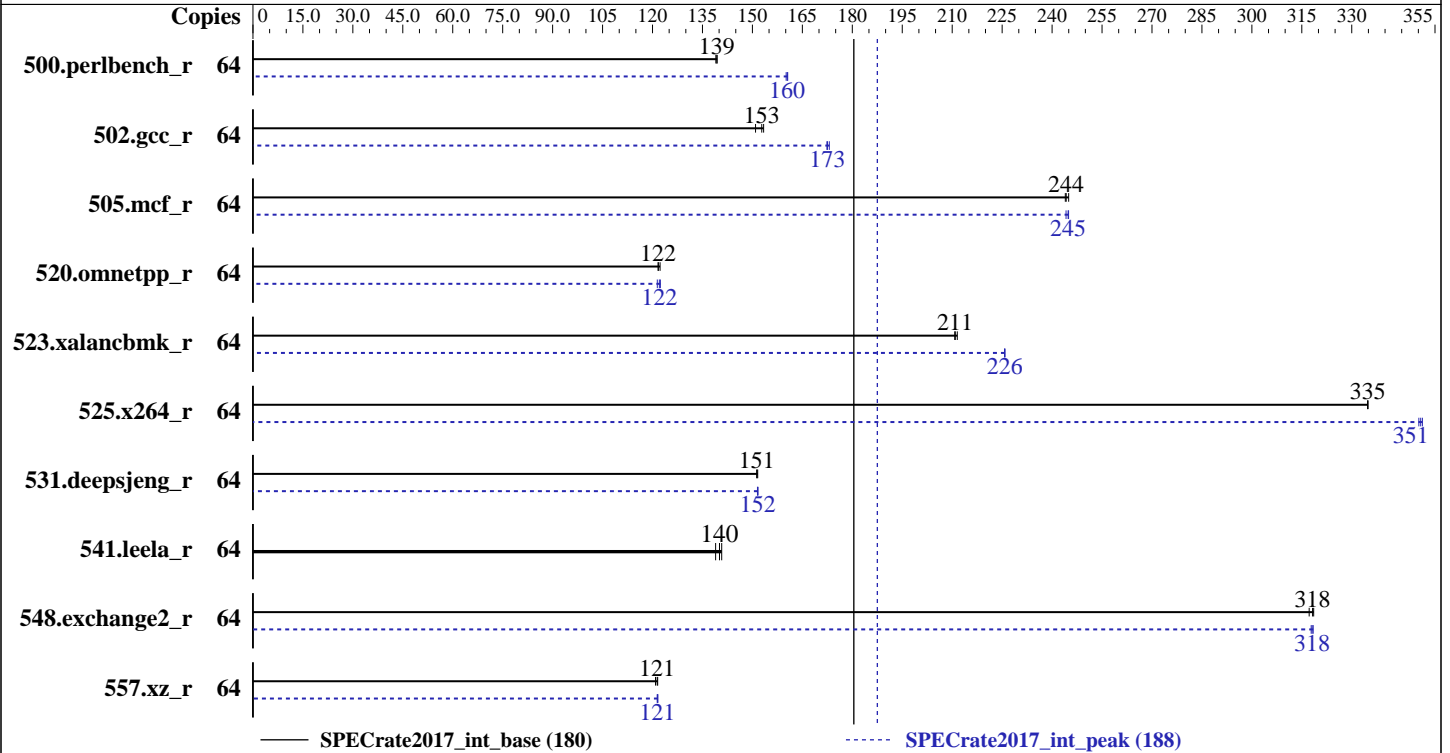 Copies 0 15.0 30.0 45.0 60.0 75.0 90.0 105 120 135 150 165 180 195 210 225 240 255 270 285 300 315 330 355
500.perlbench_r 64 139
160
502.gcc_r 64 153
173
505.mcf_r 64 244
245
520.omnetpp_r 64 122
122
523.xalancbmk_r 64 211
226
525.x264_r 64 335
351
531.deepsjeng_r 64 151
152
541.leela_r 64 140
548.exchange2_r 64 318
318
557.xz_r 64 121
121
SPECrate2017_int_base (180) SPECrate2017_int_peak (188)